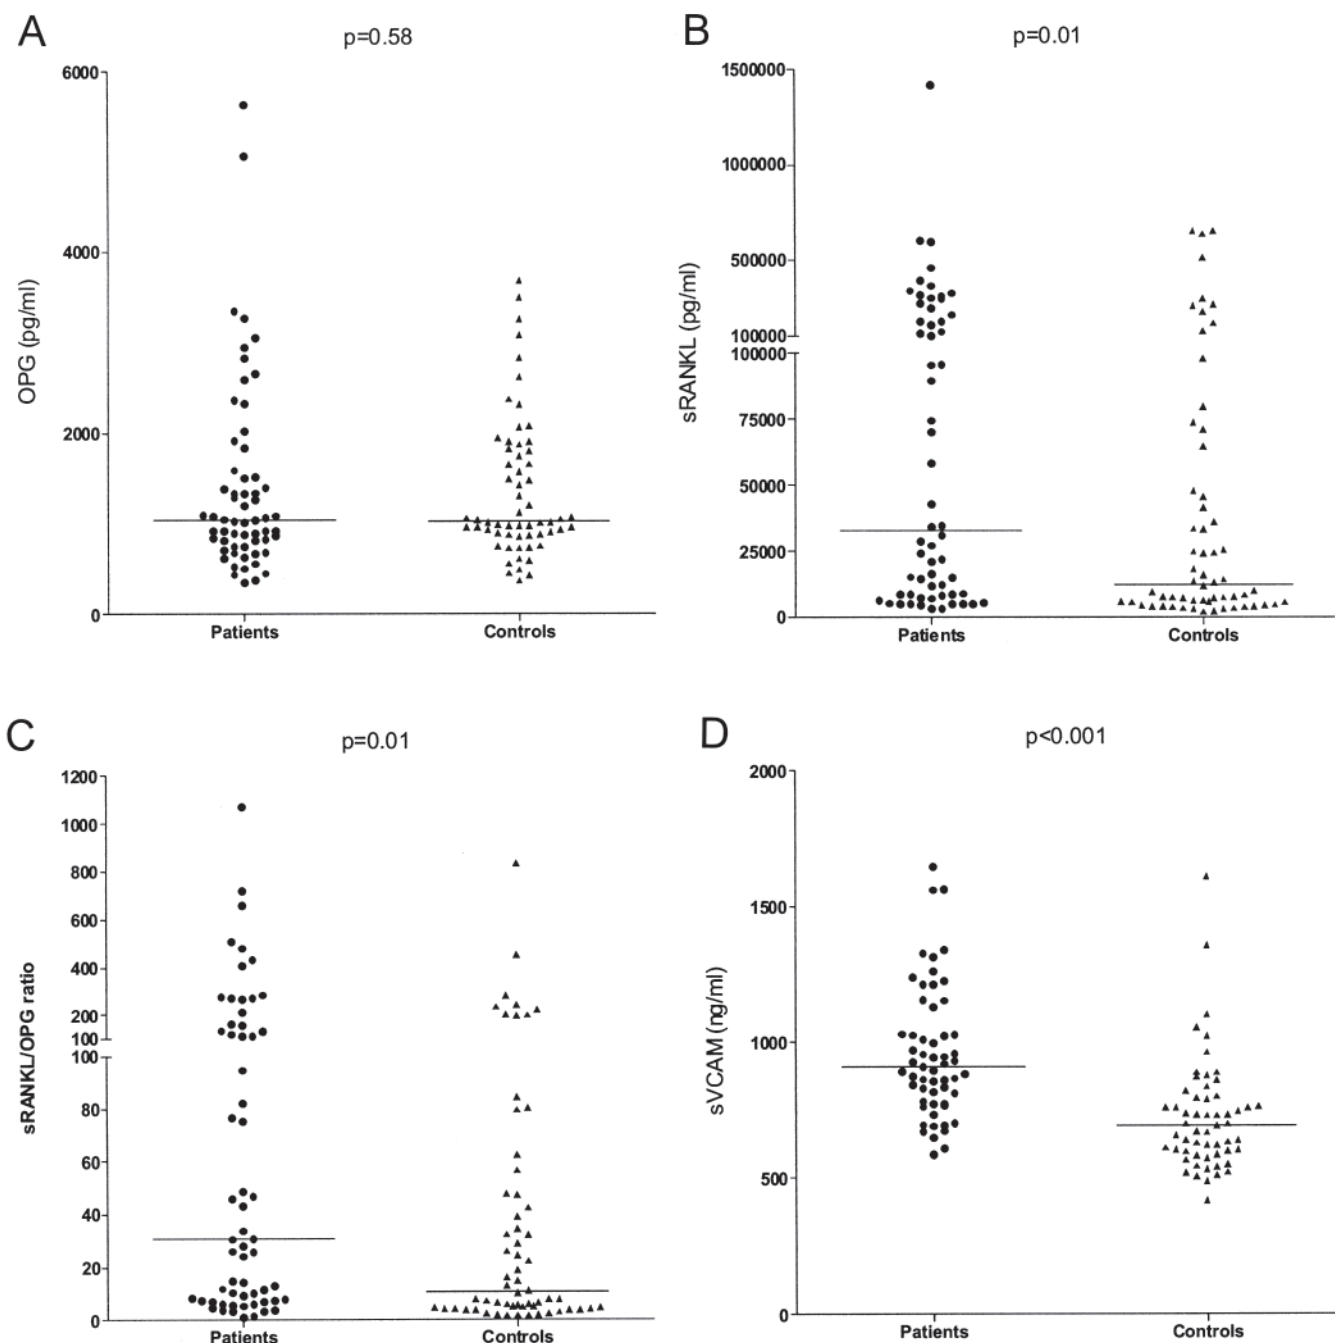 A
p=0.58
6000
4000
2000
0
OPG (pg/ml)
Patients
Controls
B
p=0.01
1500000
1000000
500000
100000
100000
75000
50000
25000
0
sRANKL (pg/ml)
Patients
Controls
C
p=0.01
1200
1000
800
600
400
200
100
100
80
60
40
20
0
sRANKL/OPG ratio
Patients
Controls
D
p<0.001
2000
1500
1000
500
0
sVCAM (ng/ml)
Patients
Controls